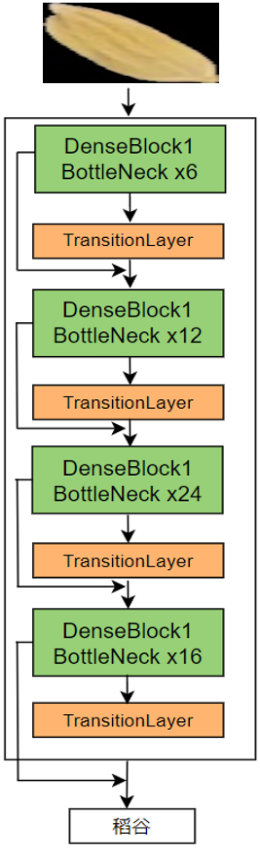 DenseBlock1
BottleNeck x6
TransitionLayer
DenseBlock1
BottleNeck x12
TransitionLayer
DenseBlock1
BottleNeck x24
TransitionLayer
DenseBlock1
BottleNeck x16
TransitionLayer
稻谷